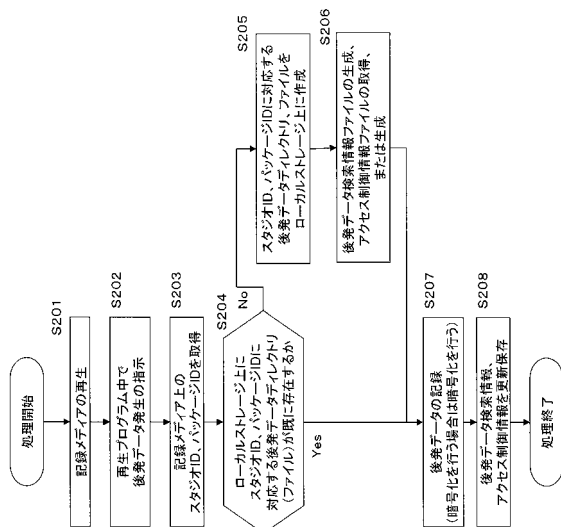 処理開始
S201
記録メディアの再生
S202
再生プログラム中で
後発データ発生の指示
S203
記録メディア上の
スタジオID、パッケージIDを取得
S204
ローカルストレージ上に
スタジオID、パッケージIDに
対応する後発データディレクトリ
(ファイル)が既に存在するか
No
Yes
S205
スタジオID、パッケージIDに対応する
後発データディレクトリ、ファイルを
ローカルストレージ上に作成
S206
後発データ検索情報ファイルの生成、
アクセス制御情報ファイルの取得、
または生成
S207
後発データの記録
(暗号化を行う場合は暗号化を行う)
S208
後発データ検索情報、
アクセス制御情報を更新保存
処理終了